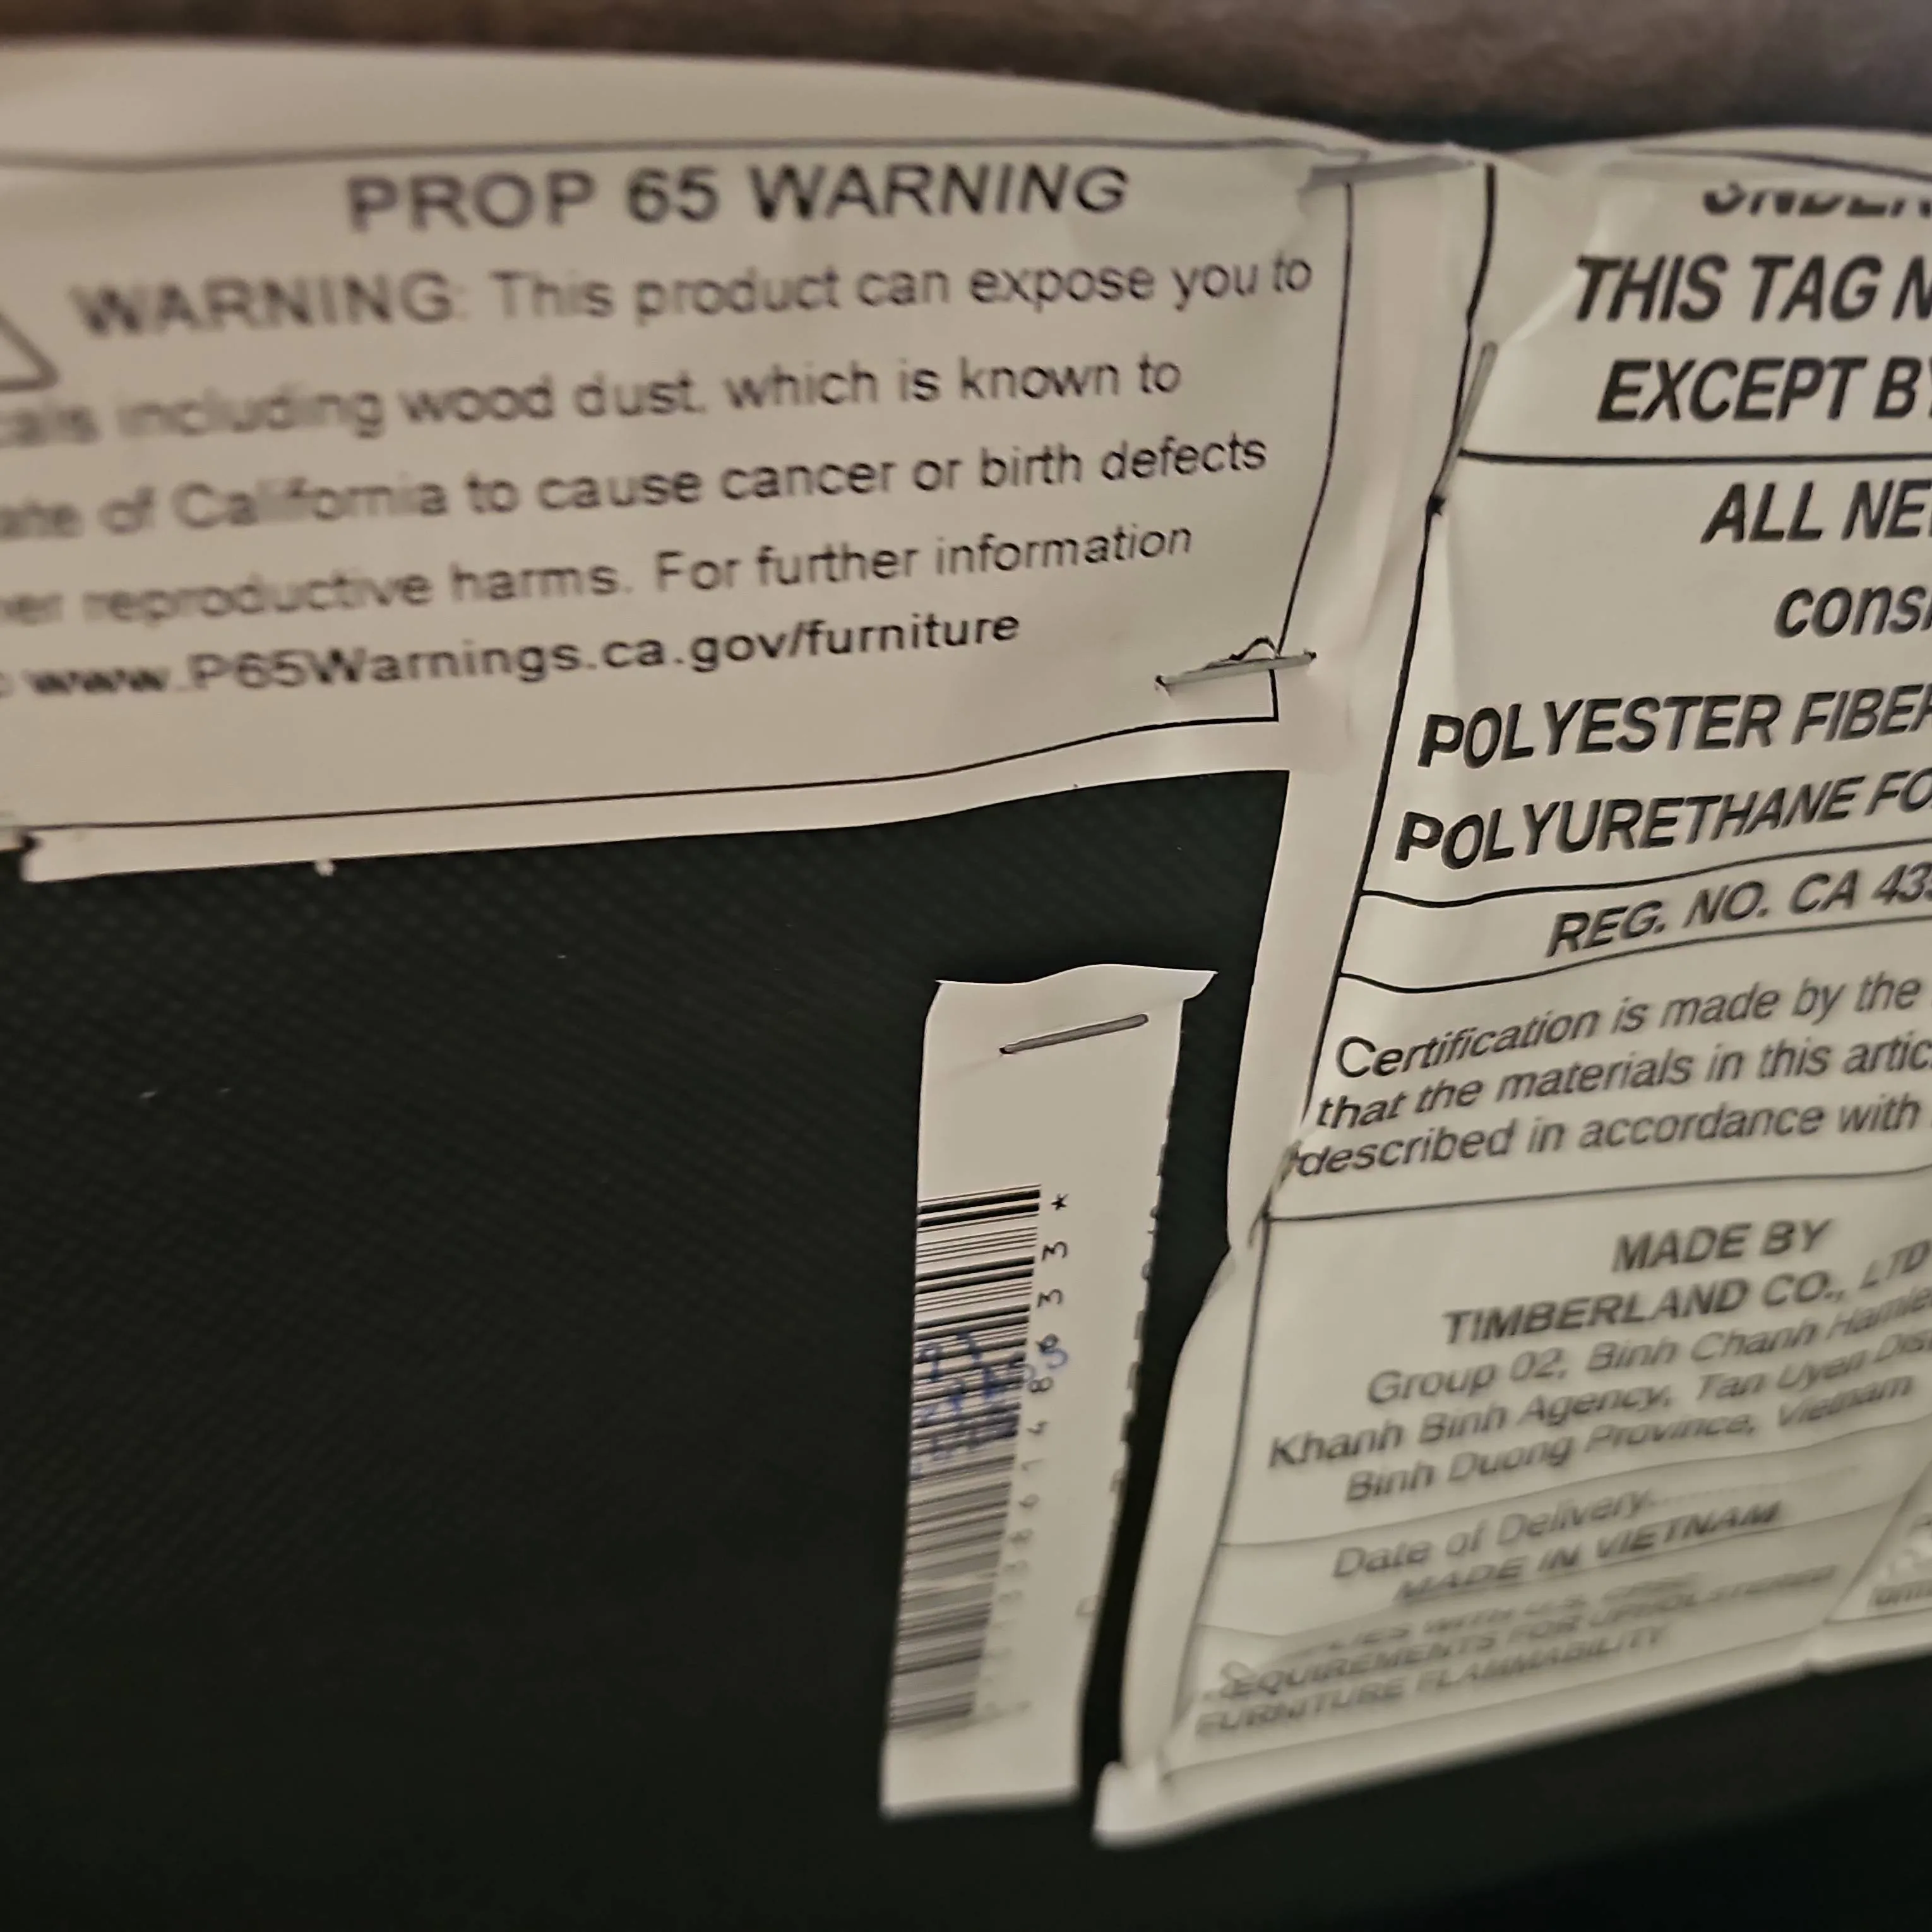 PROP 65 WARNING
WARNING: This product can expose you to
including wood dust, which is known to
of California to cause cancer or birth defects
reproductive harms. For further information
www.P65Warnings.ca.gov/furniture
THIS TAG
EXCEPT
ALL
POLYESTER
POLYURETHANE
REG. NO. CA
Certification is made by the
that the materials in this
described in accordance with
MADE BY
TIMBERLAND CO., LTD
Group 02, Binh Chanh
Khanh Binh Agency, Tan Uyen
Binh Duong Province, Vietnam
Date of Delivery
MADE IN VIETNAM
FURNITURE FLAMMABILITY